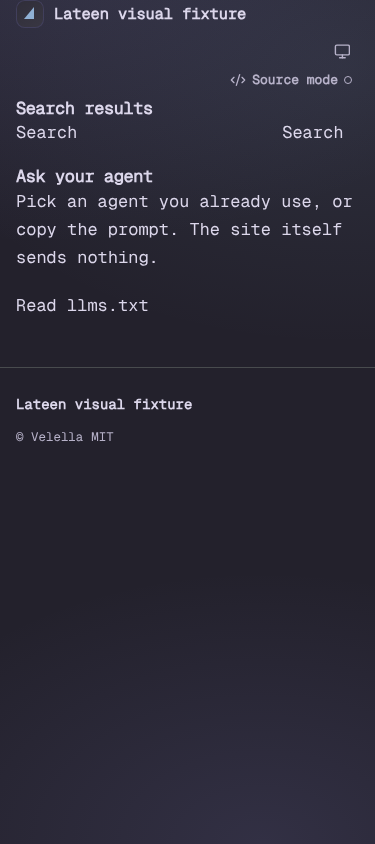 Lateen visual fixture
</> Source mode
Search results
Search Search
Ask your agent
Pick an agent you already use, or
copy the prompt. The site itself
sends nothing.
Read llms.txt
Lateen visual fixture
© Velella MIT